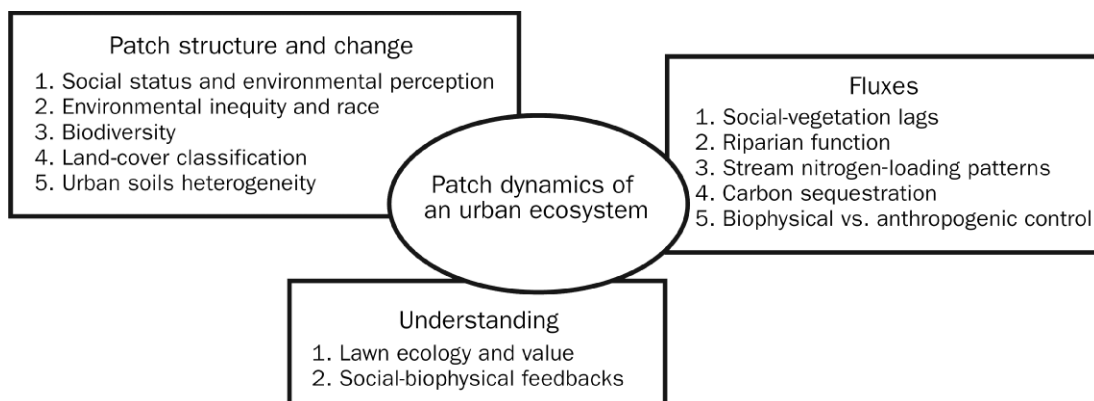 Patch structure and change
1. Social status and environmental perception
2. Environmental inequity and race
3. Biodiversity
4. Land-cover classification
5. Urban soils heterogeneity
Fluxes
1. Social-vegetation lags
2. Riparian function
3. Stream nitrogen-loading patterns
4. Carbon sequestration
5. Biophysical vs. anthropogenic control
Patch dynamics of
an urban ecosystem
Understanding
1. Lawn ecology and value
2. Social-biophysical feedbacks